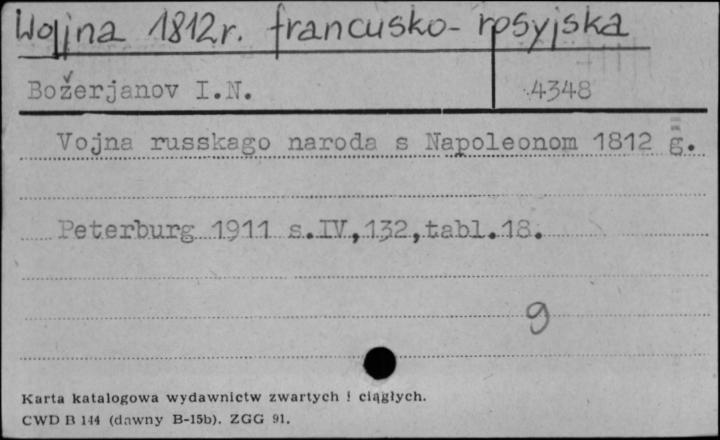 Wojna 1812r. francusko-rosyjska
Božerjanov I.N. 4348
Vojna russkago naroda s Napoleonom 1812 g.
Peterburg 1911 s.IV,132,tabl.18.
9
Karta katalogowa wydawnictw zwartych i ciągłych.
CWD B 144 (dawny B-15b). ZGG 91.